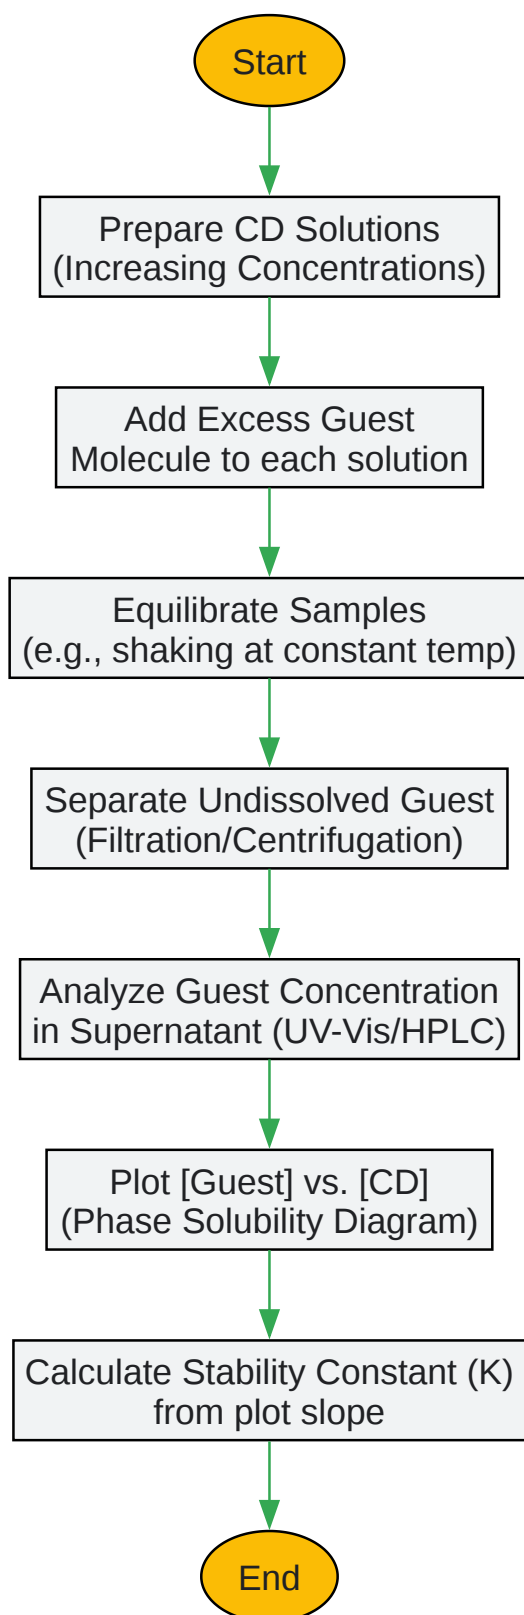 Start
Prepare CD Solutions
(Increasing Concentrations)
Add Excess Guest
Molecule to each solution
Equilibrate Samples
(e.g., shaking at constant temp)
Separate Undissolved Guest
(Filtration/Centrifugation)
Analyze Guest Concentration
in Supernatant (UV-Vis/HPLC)
Plot [Guest] vs. [CD]
(Phase Solubility Diagram)
Calculate Stability Constant (K)
from plot slope
End